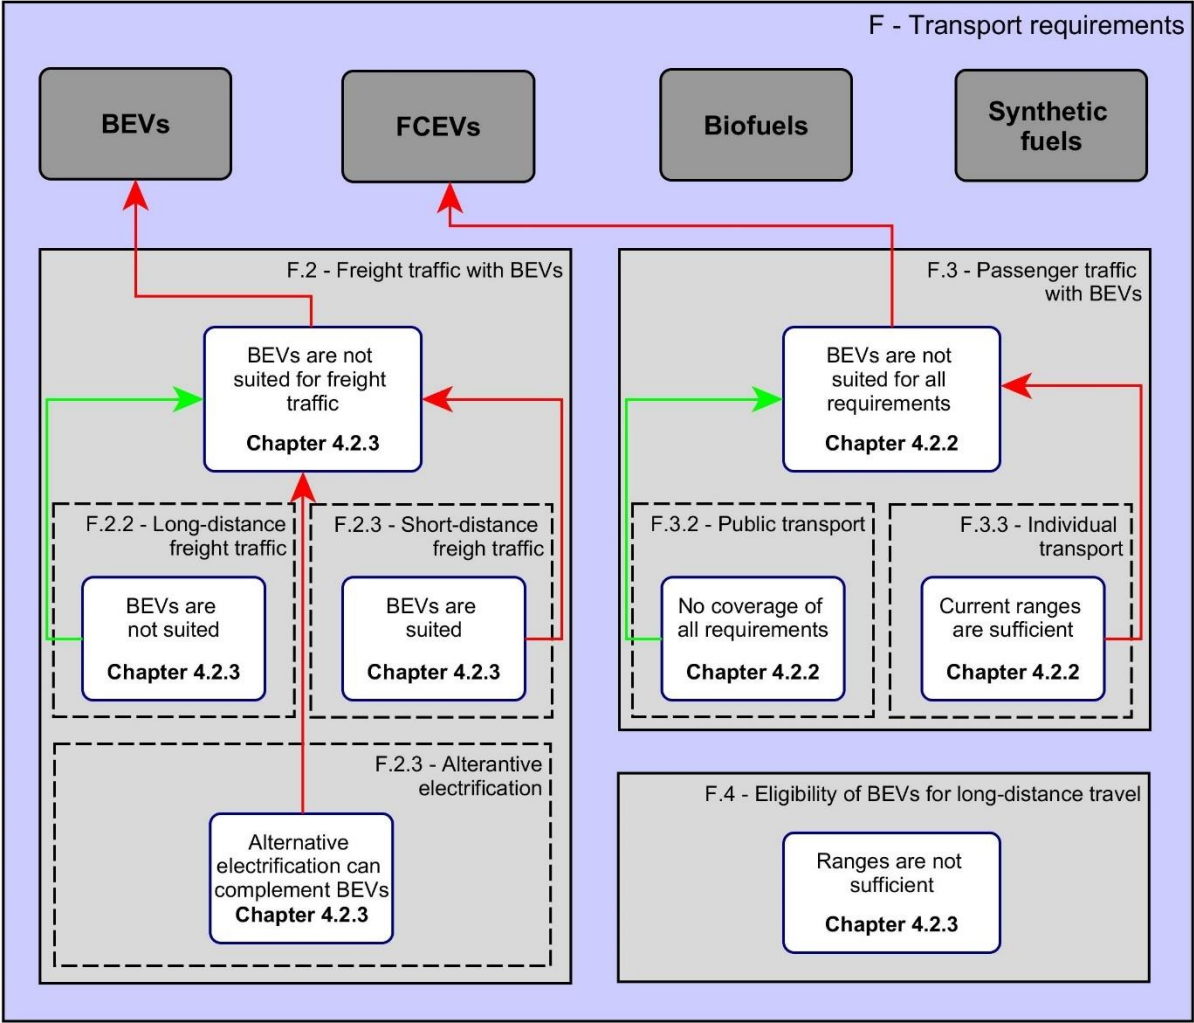 F - Transport requirements
BEVs
FCEVs
Biofuels
Synthetic
fuels
F.2 - Freight traffic with BEVs
BEVs are not
suited for freight
traffic
Chapter 4.2.3
F.2.2 - Long-distance
freight traffic
BEVs are
not suited
Chapter 4.2.3
F.2.3 - Short-distance
freigh traffic
BEVs are
suited
Chapter 4.2.3
F.2.3 - Alterantive
electrification
Alternative
electrification can
complement BEVs
Chapter 4.2.3
F.3 - Passenger traffic
with BEVs
BEVs are not
suited for all
requirements
Chapter 4.2.2
F.3.2 - Public transport
No coverage of
all requirements
Chapter 4.2.2
F.3.3 - Individual
transport
Current ranges
are sufficient
Chapter 4.2.2
F.4 - Eligibility of BEVs for long-distance travel
Ranges are not
sufficient
Chapter 4.2.3